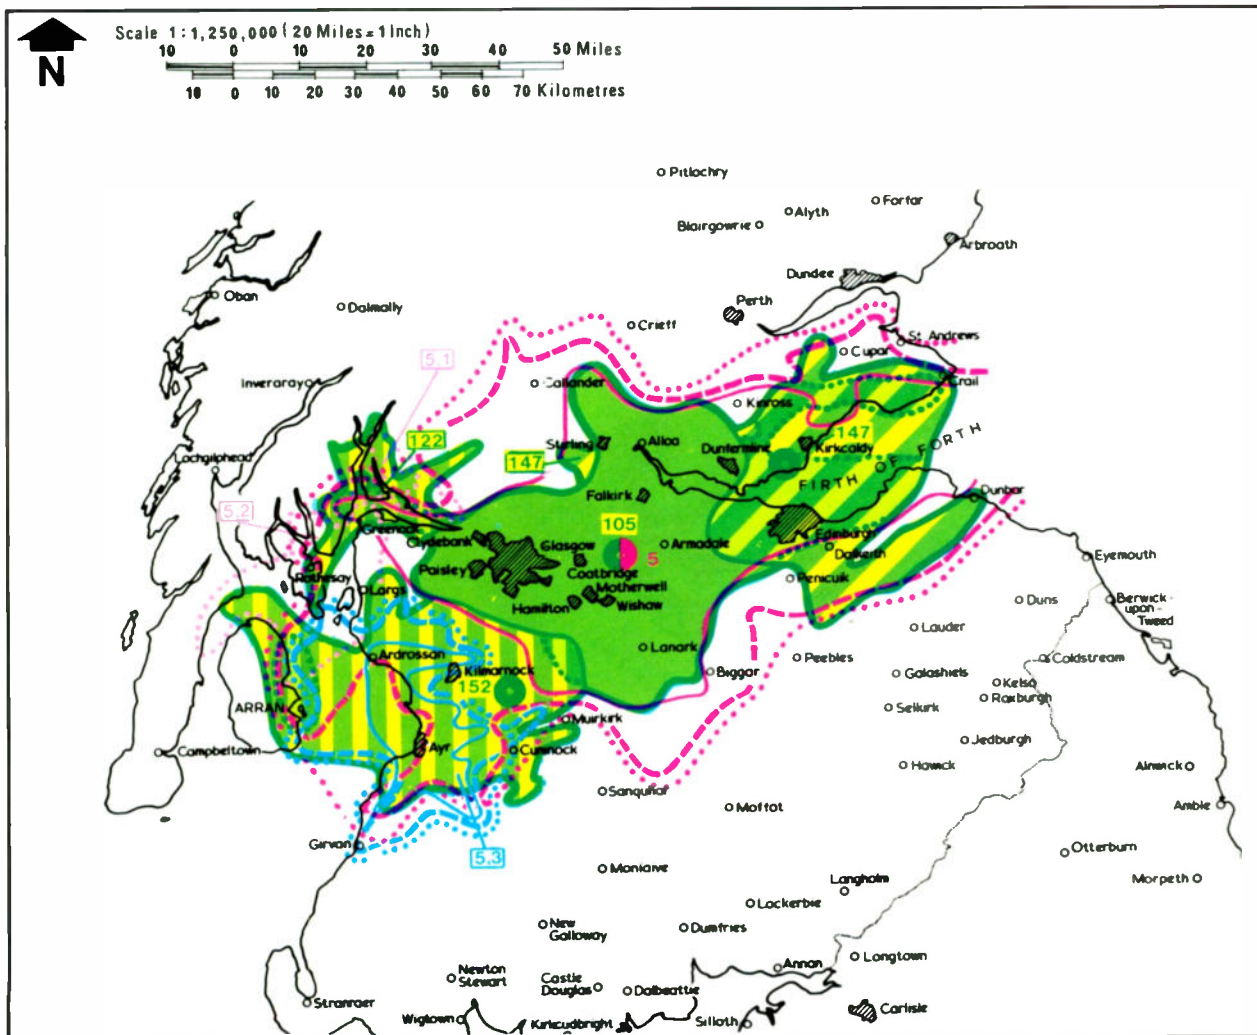 Scale 1:1,250,000 (20 Miles = 1 Inch)
10 0 10 20 30 40 50 Miles
10 0 10 20 30 40 50 60 70 Kilometres
N
Pitlochry
Forfar
Alyth
Blairgowrie
Arbroath
Dundee
Oban
Dalmally
Perth
Crieff
St. Andrews
Cupar
5.1
Inveraray
Callander
Crail
Kinross
122
Stirling
Alloa
147
Kirkcaldy
Lochgilphead
147
Dunfermline
FIRTH OF FORTH
Falkirk
Dunbar
5.2
Greenock
105
Clydebank
Glasgow
Armadale
5
Edinburgh
Dalkeith
Eyemouth
Paisley
Coatbridge
Rothesay
Motherwell
Penicuik
Largs
Hamilton
Wishaw
Duns
Berwick
upon
Tweed
Lauder
Ardrossan
Lanark
Peebles
Coldstream
Kilmarnock
Biggar
Galashiels
Kelso
152
Roxburgh
ARRAN
Selkirk
Muirkirk
Campbeltown
Ayr
Cumnock
Jedburgh
Hawick
Alnwick
Sanquhar
Moffat
Amble
Girvan
5.3
Otterburn
Moniaive
Langholm
Morpeth
Lockerbie
New
Galloway
Dumfries
Longtown
Annan
Newton
Stewart
Castle
Douglas
Dalbeattie
Stranraer
Carlisle
Wigtown
Kirkcudbright
Silloth